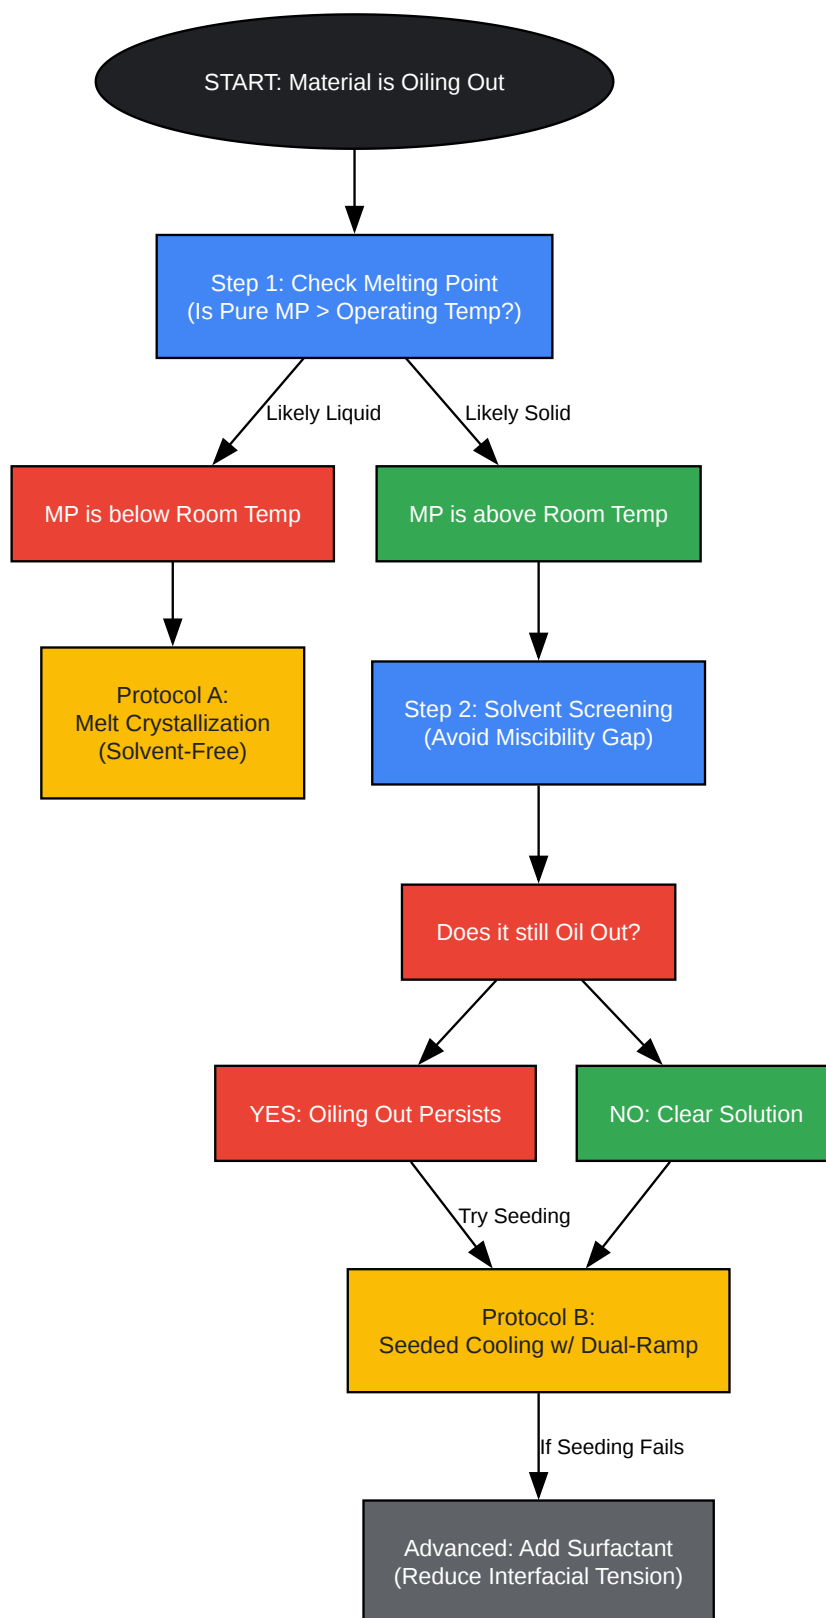 START: Material is Oiling Out
Step 1: Check Melting Point
(Is Pure MP > Operating Temp?)
Likely Liquid
Likely Solid
MP is below Room Temp
MP is above Room Temp
Protocol A:
Melt Crystallization
(Solvent-Free)
Step 2: Solvent Screening
(Avoid Miscibility Gap)
Does it still Oil Out?
YES: Oiling Out Persists
NO: Clear Solution
Try Seeding
Protocol B:
Seeded Cooling w/ Dual-Ramp
If Seeding Fails
Advanced: Add Surfactant
(Reduce Interfacial Tension)